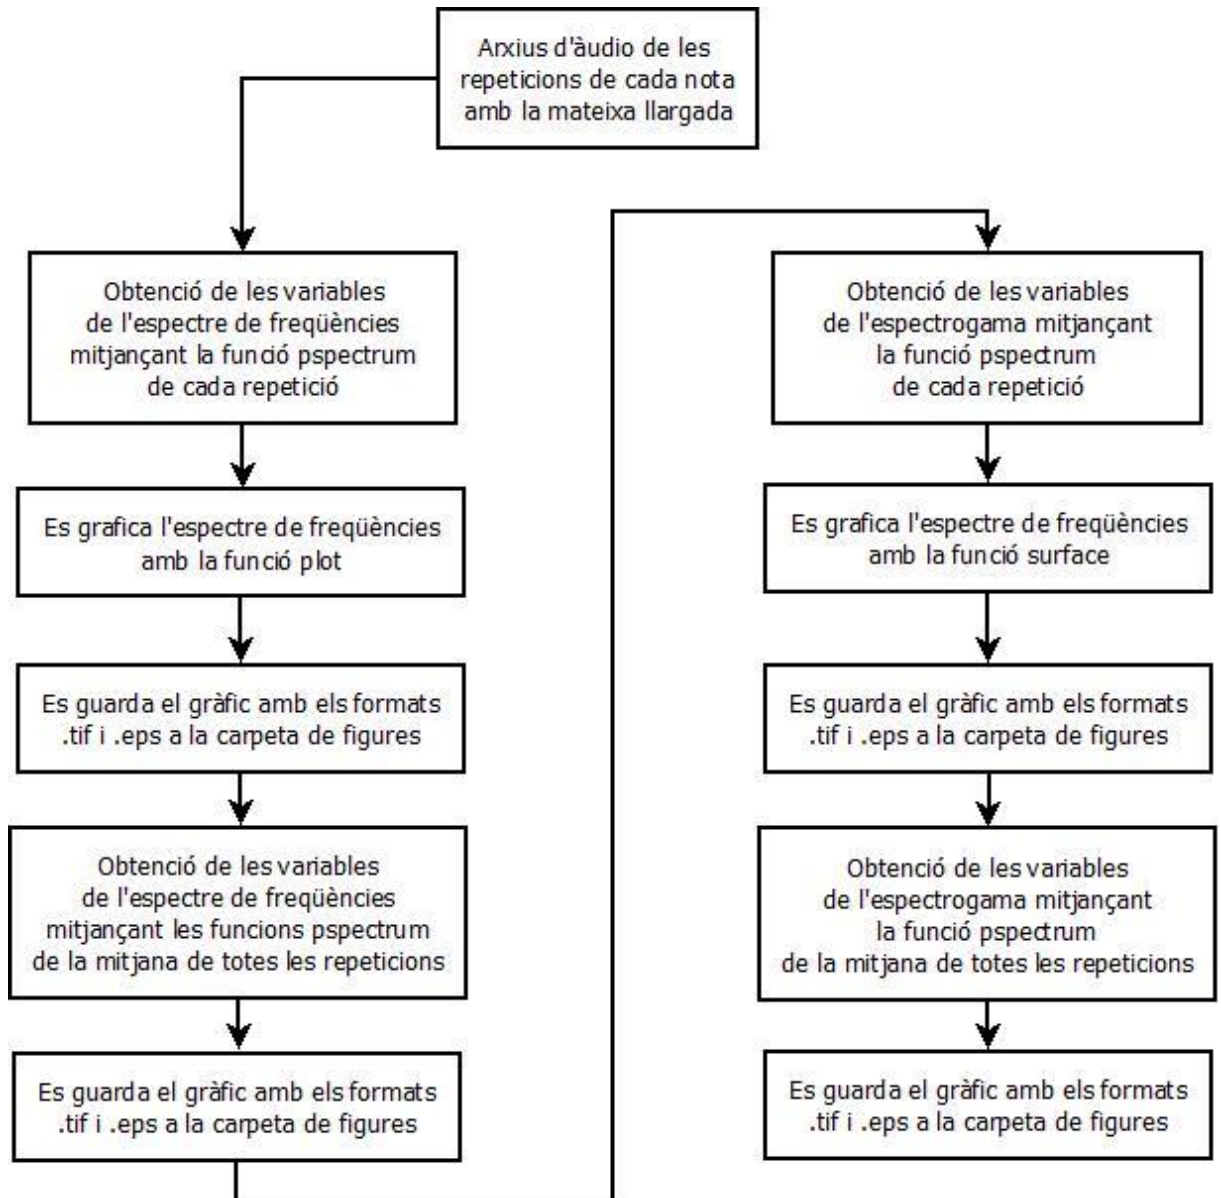 Arxius d'àudio de les
repeticions de cada nota
amb la mateixa llargada
Obtenció de les variables
de l'espectre de freqüències
mitjançant la funció pspectrum
de cada repetició
Es grafica l'espectre de freqüències
amb la funció plot
Es guarda el gràfic amb els formats
.tif i .eps a la carpeta de figures
Obtenció de les variables
de l'espectre de freqüències
mitjançant les funcions pspectrum
de la mitjana de totes les repeticions
Es guarda el gràfic amb els formats
.tif i .eps a la carpeta de figures
Obtenció de les variables
de l'espectrogama mitjançant
la funció pspectrum
de cada repetició
Es grafica l'espectre de freqüències
amb la funció surface
Es guarda el gràfic amb els formats
.tif i .eps a la carpeta de figures
Obtenció de les variables
de l'espectrogama mitjançant
la funció pspectrum
de la mitjana de totes les repeticions
Es guarda el gràfic amb els formats
.tif i .eps a la carpeta de figures